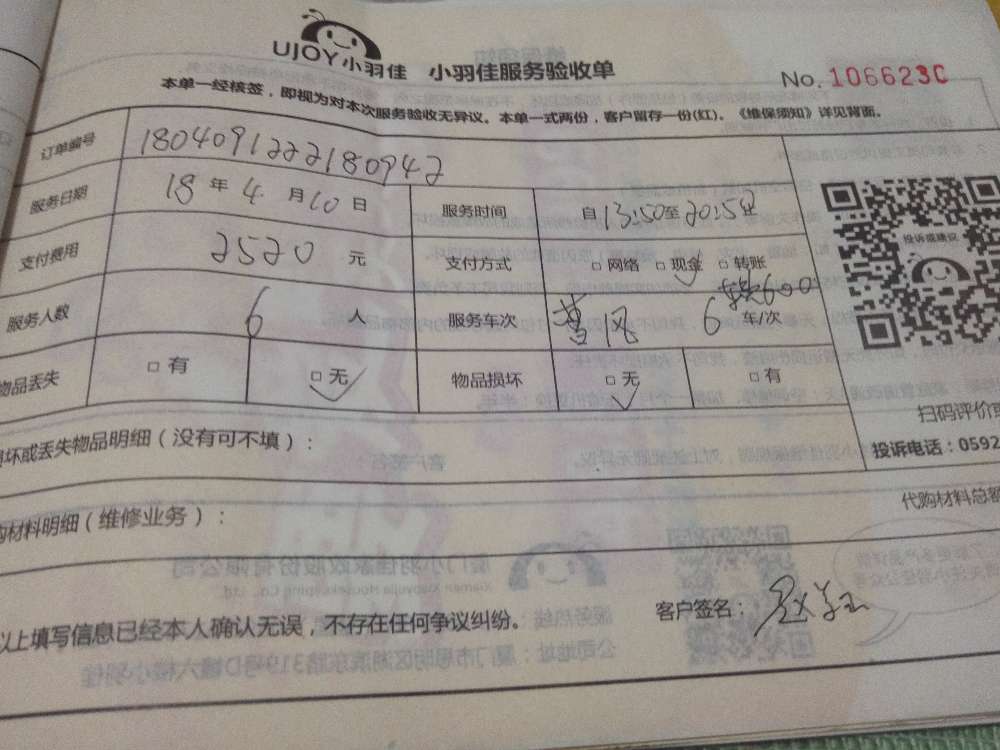 UJOY小羽佳 小羽佳服务验收单
No. 106623C
本单一经核签，即视为对本次服务验收无异议。本单一式两份，客户留存一份(红)。《维保须知》详见背面。
订单编号 1804091222180942
服务日期 18 年 4 月 10 日 服务时间 自 13:50 至 20:54 止
投诉或建议
支付费用 2520 元 支付方式 □ 网络 □ 现金 □ 转账
服务人数 6 人 服务车次 6 车/次
物品丢失 □ 有 □ 无 物品损坏 □ 无 □ 有
扫码评价
坏或丢失物品明细（没有可不填）：
投诉电话：0592
购材料明细（维修业务）：
代购材料总额
以上填写信息已经本人确认无误，不存在任何争议纠纷。
客户签名：